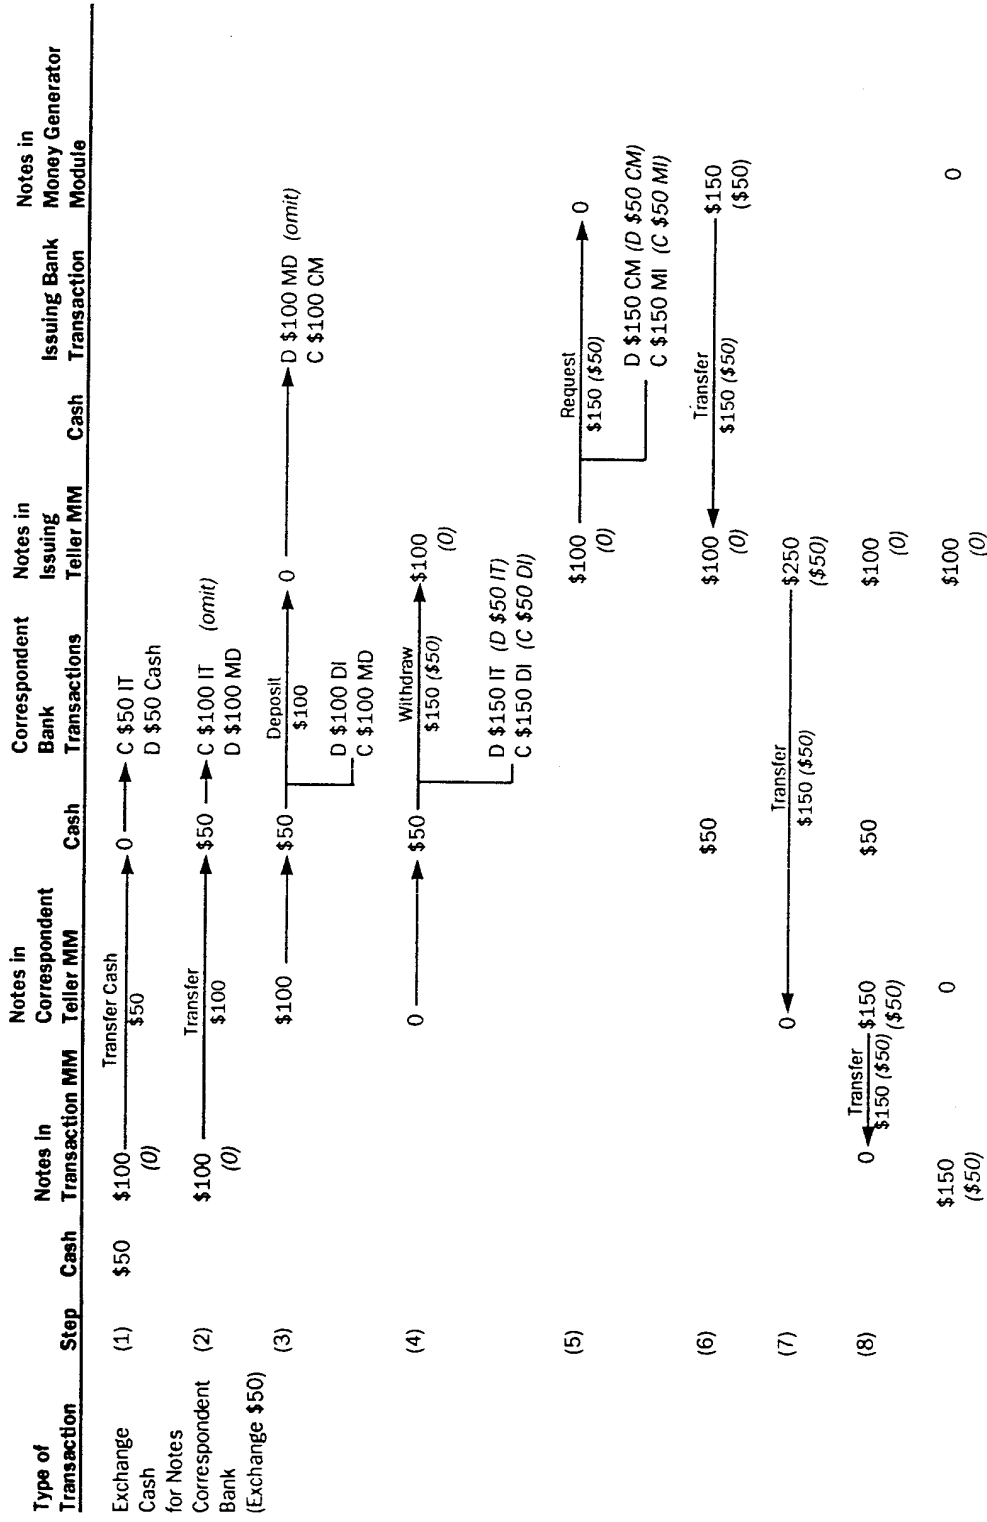 Type of Transaction
Step
Cash
Notes in Transaction MM
Notes in Correspondent Teller MM
Cash
Correspondent Bank Transactions
Notes in Issuing Teller MM
Cash
Issuing Bank Transaction
Notes in Money Generator Module
Exchange
Cash
for Notes
Correspondent
Bank
(Exchange $50)
(1)
$50
$100
(0)
Transfer Cash
$50
0
C $50 IT
D $50 Cash
(2)
$100
(0)
Transfer
$100
$50
C $100 IT (omit)
D $100 MD
(3)
$100
$50
Deposit
$100
D $100 DI
C $100 MD
0
D $100 MD (omit)
C $100 CM
(4)
0
$50
Withdraw
$150 ($50)
D $150 IT (D $50 IT)
C $150 DI (C $50 DI)
$100
(0)
(5)
$100
(0)
Request
$150 ($50)
D $150 CM (D $50 CM)
C $150 MI (C $50 MI)
0
(6)
$50
$100
(0)
Transfer
$150 ($50)
$150
($50)
(7)
0
Transfer
$150 ($50)
$250
($50)
(8)
0
Transfer
$150 ($50)
$150
($50)
$50
$100
(0)
$150
($50)
0
$100
(0)
0